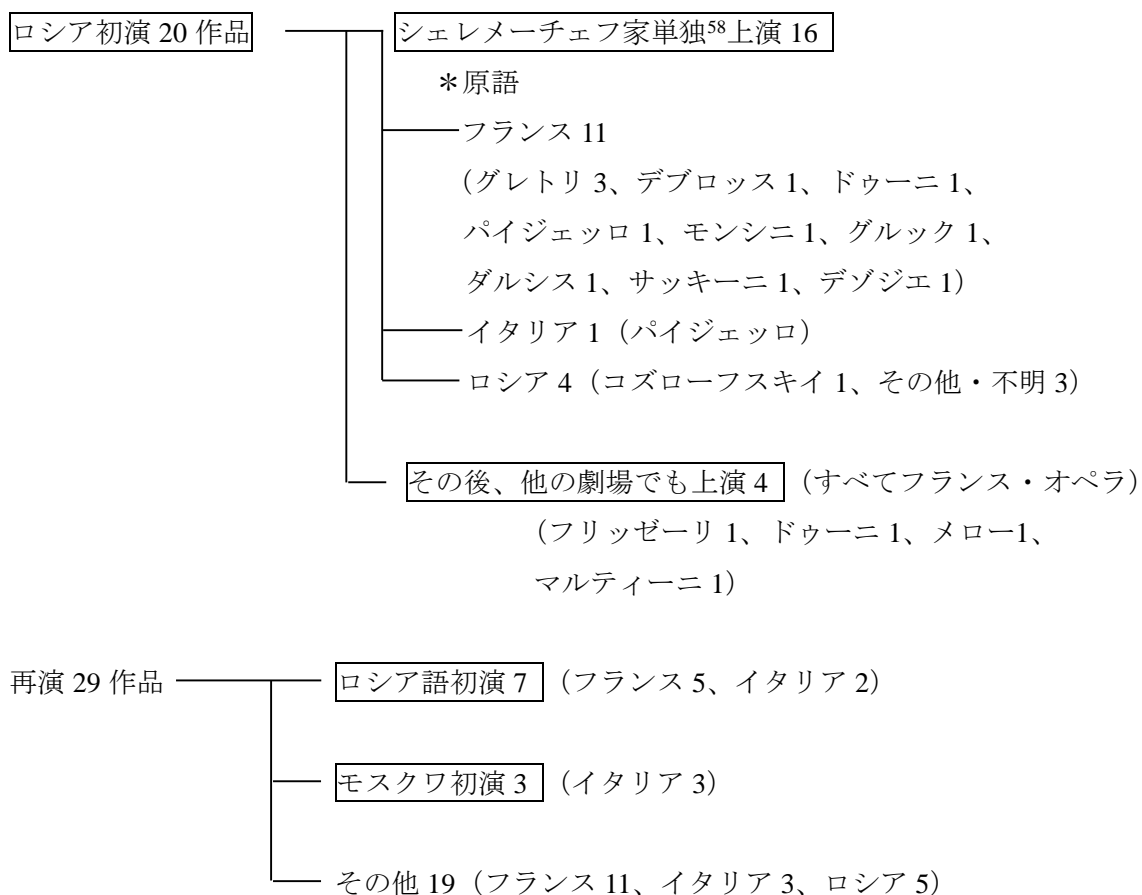 ロシア初演 20 作品
シェレメーチェフ家単独58上演 16
＊原語
フランス 11
（グレトリ 3、デブロッス 1、ドゥーニ 1、
パイジェッロ 1、モンシニ 1、グルック 1、
ダルシス 1、サッキーニ 1、デゾジエ 1）
イタリア 1（パイジェッロ）
ロシア 4（コズローフスキイ 1、その他・不明 3）
その後、他の劇場でも上演 4 （すべてフランス・オペラ）
（フリッゼーリ 1、ドゥーニ 1、メロー1、
マルティーニ 1）
再演 29 作品
ロシア語初演 7 （フランス 5、イタリア 2）
モスクワ初演 3 （イタリア 3）
その他 19（フランス 11、イタリア 3、ロシア 5）